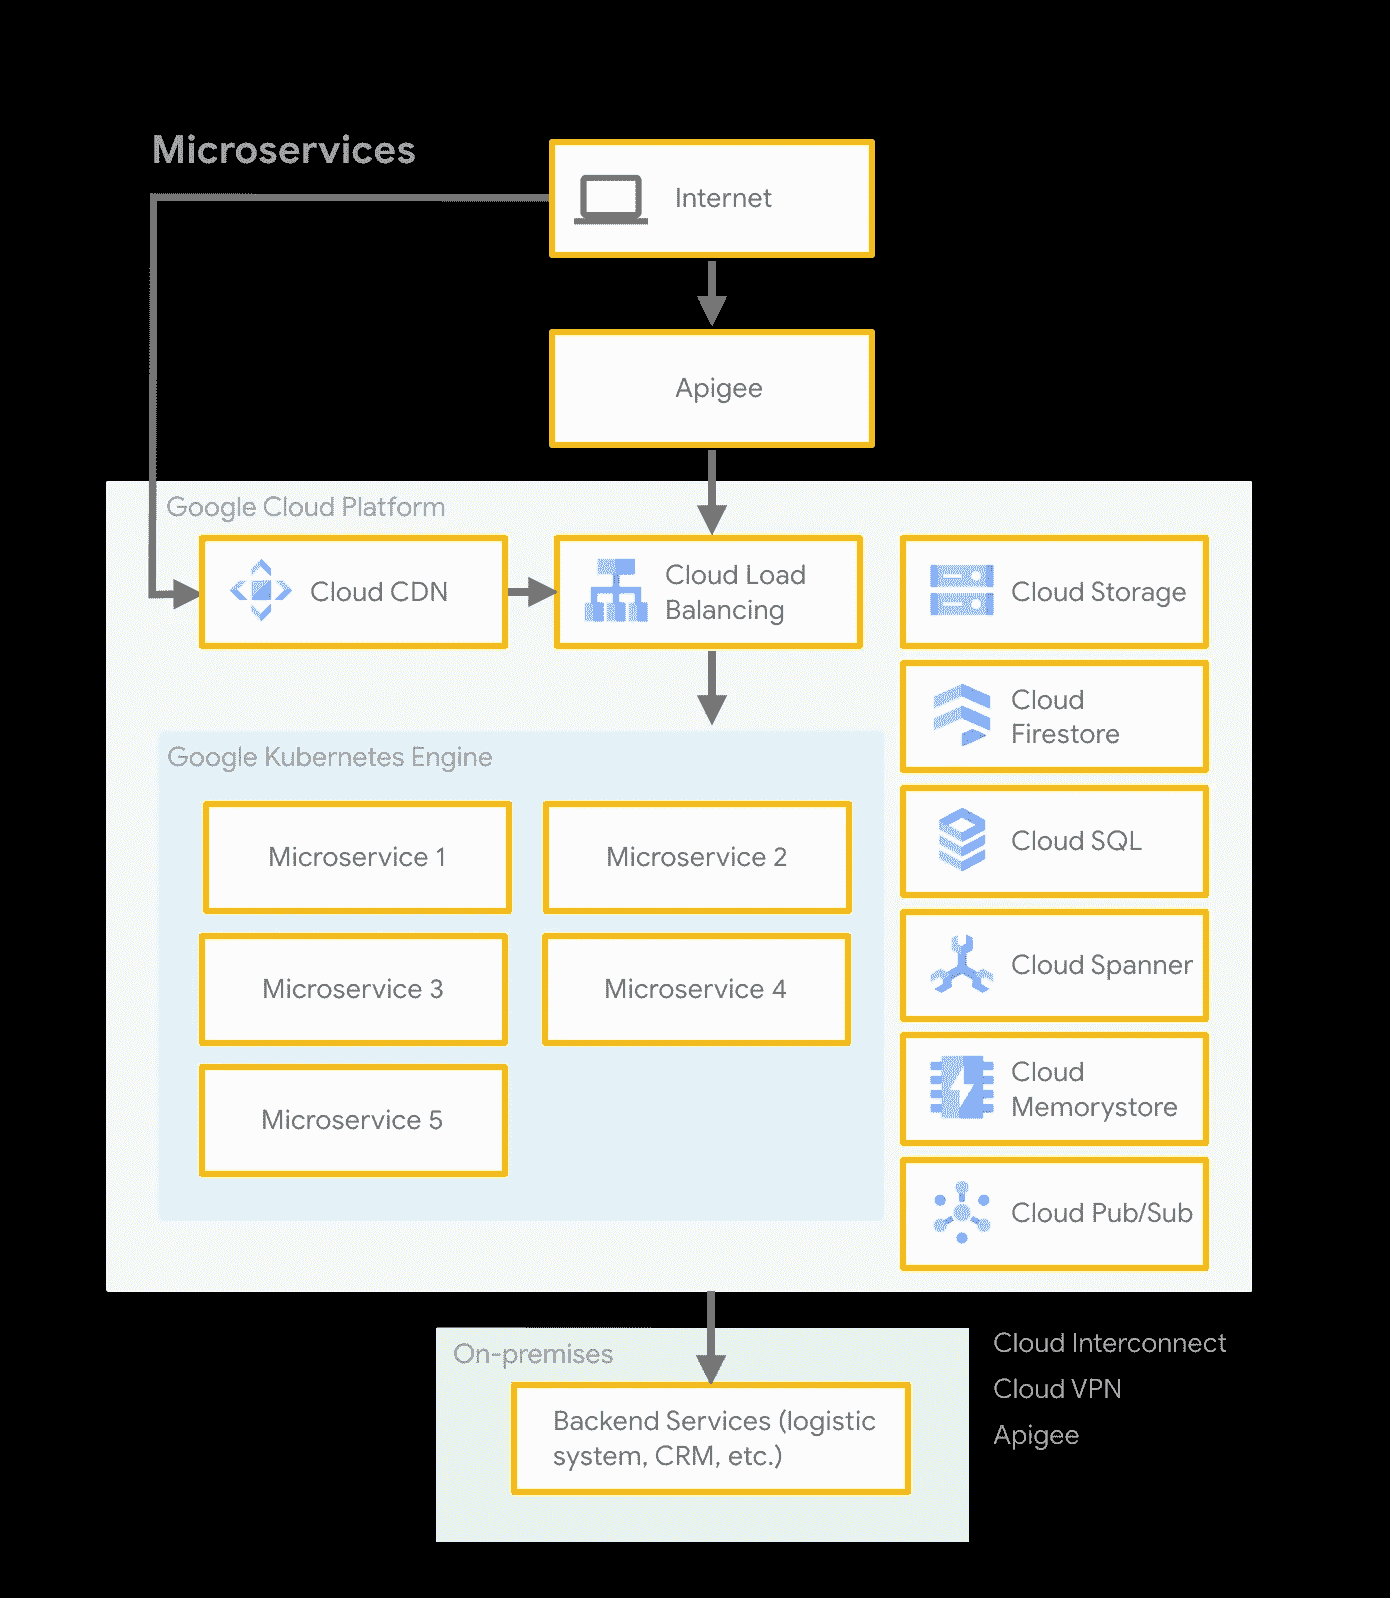 Microservices
Internet
Apigee
Google Cloud Platform
Cloud CDN
Cloud Load
Balancing
Cloud Storage
Cloud
Firestore
Cloud SQL
Cloud Spanner
Cloud
Memorystore
Cloud Pub/Sub
Google Kubernetes Engine
Microservice 1
Microservice 2
Microservice 3
Microservice 4
Microservice 5
On-premises
Backend Services (logistic
system, CRM, etc.)
Cloud Interconnect
Cloud VPN
Apigee